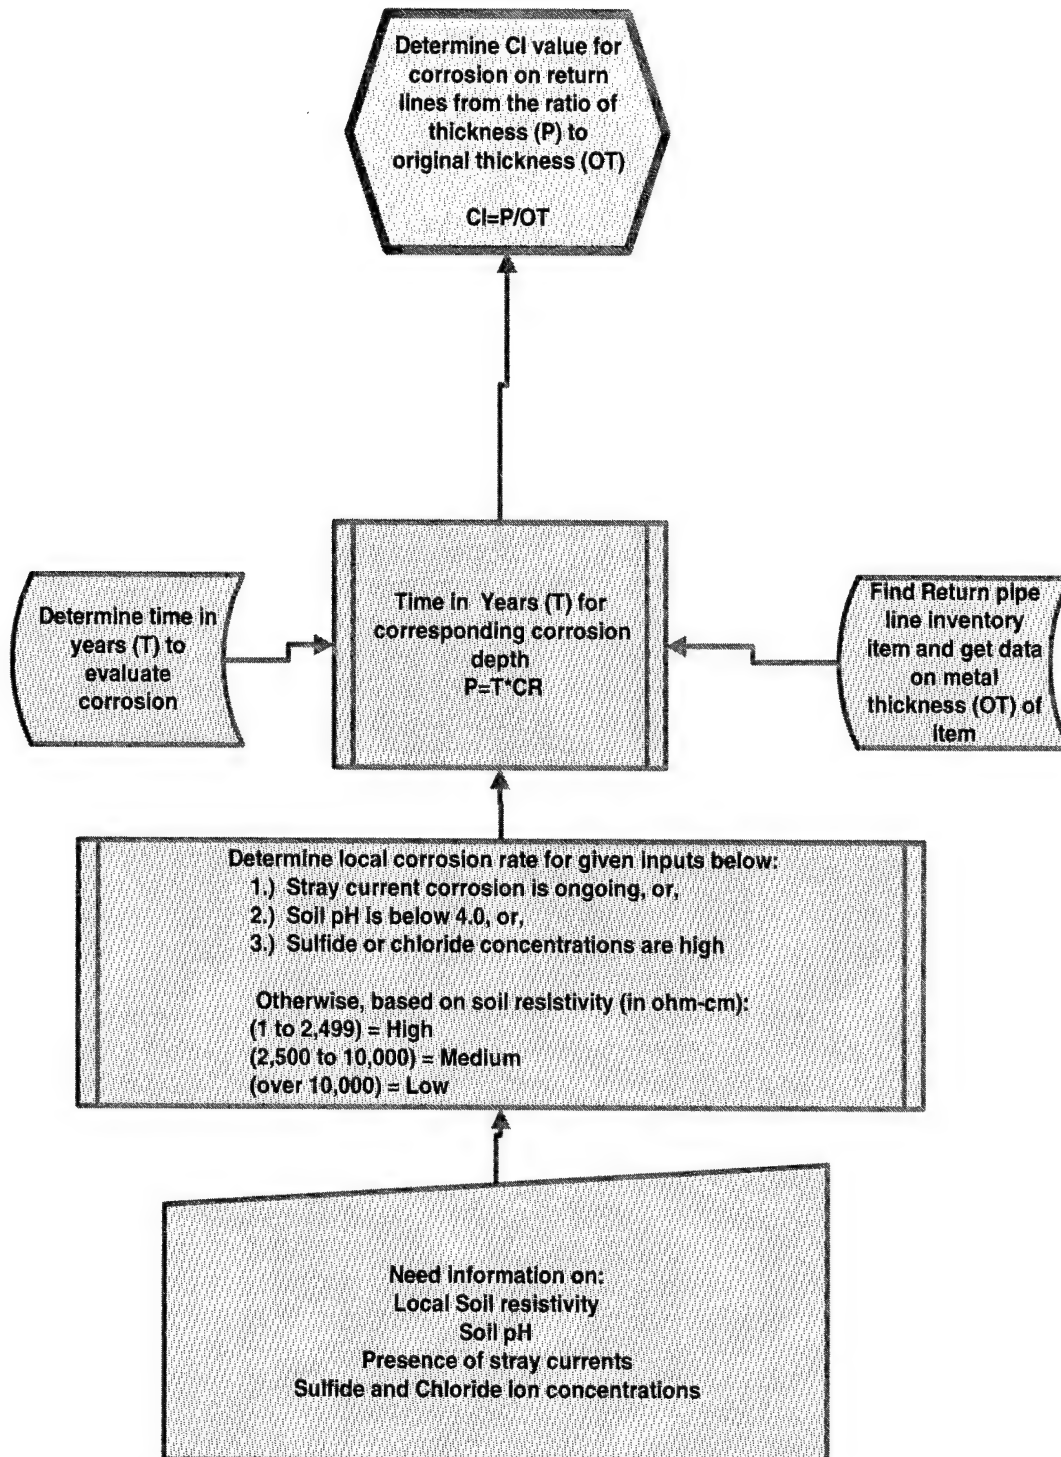 Determine CI value for
corrosion on return
lines from the ratio of
thickness (P) to
original thickness (OT)
CI=P/OT
Determine time in
years (T) to
evaluate
corrosion
Time in Years (T) for
corresponding corrosion
depth
P=T*CR
Find Return pipe
line inventory
item and get data
on metal
thickness (OT) of
item
Determine local corrosion rate for given inputs below:
1.) Stray current corrosion is ongoing, or,
2.) Soil pH is below 4.0, or,
3.) Sulfide or chloride concentrations are high
Otherwise, based on soil resistivity (in ohm-cm):
(1 to 2,499) = High
(2,500 to 10,000) = Medium
(over 10,000) = Low
Need information on:
Local Soil resistivity
Soil pH
Presence of stray currents
Sulfide and Chloride ion concentrations